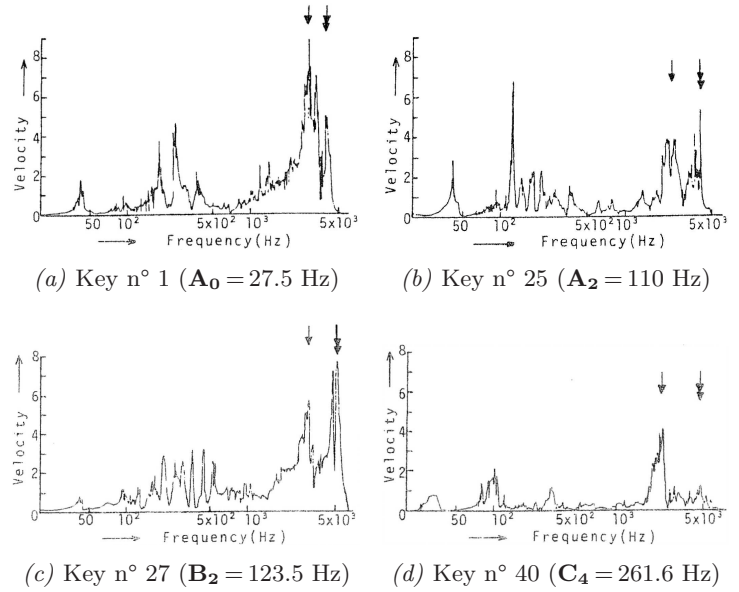 8
6
4
2
0
Velocity
50 10² 5x10² 10³ 5x10³
Frequency(Hz)
(a) Key n° 1 (A₀ = 27.5 Hz)
8
6
4
2
0
Velocity
50 10² 5x10² 10³ 5x10³
Frequency(Hz)
(b) Key n° 25 (A₂ = 110 Hz)
8
6
4
2
0
Velocity
50 10² 5x10² 10³ 5x10³
Frequency(Hz)
(c) Key n° 27 (B₂ = 123.5 Hz)
8
6
4
2
0
Velocity
50 10² 5x10² 10³ 5x10³
Frequency(Hz)
(d) Key n° 40 (C₄ = 261.6 Hz)